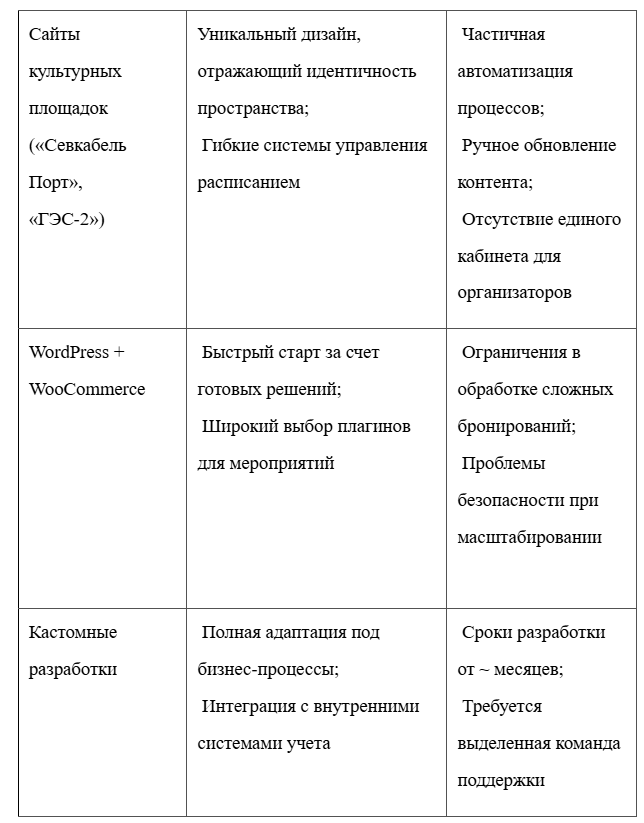 Сайты
культурных
площадок
(«Севкабель
Порт»,
«ГЭС-2»)
Уникальный дизайн,
отражающий идентичность
пространства;
Гибкие системы управления
расписанием
Частичная
автоматизация
процессов;
Ручное обновление
контента;
Отсутствие единого
кабинета для
организаторов
WordPress +
WooCommerce
Быстрый старт за счет
готовых решений;
Широкий выбор плагинов
для мероприятий
Ограничения в
обработке сложных
бронирований;
Проблемы
безопасности при
масштабировании
Кастомные
разработки
Полная адаптация под
бизнес-процессы;
Интеграция с внутренними
системами учета
Сроки разработки
от ~ месяцев;
Требуется
выделенная команда
поддержки